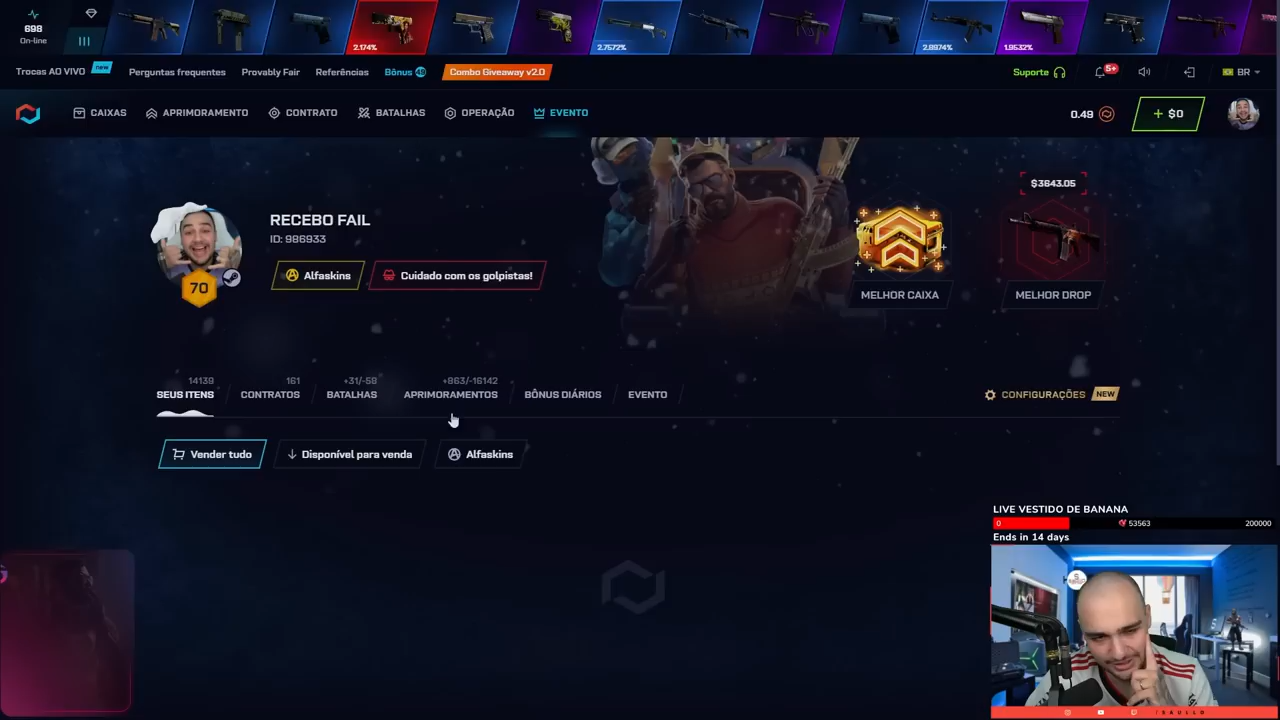 698
On-line
2.174%
2.7572%
2.8974%
1.9532%
Trocas AO VIVO new
Perguntas frequentes
Provably Fair
Referências
Bônus
Combo Giveaway v2.0
Suporte
5+
BR
CAIXAS
APRIMORAMENTO
CONTRATO
BATALHAS
OPERAÇÃO
EVENTO
0.49
+ $0
$3643.05
RECEBO FAIL
ID: 986933
Alfaskins
Cuidado com os golpistas!
70
MELHOR CAIXA
MELHOR DROP
14139
SEUS ITENS
161
CONTRATOS
+31/-58
BATALHAS
+863/-16142
APRIMORAMENTOS
BÔNUS DIÁRIOS
EVENTO
CONFIGURAÇÕES NEW
Vender tudo
Disponível para venda
Alfaskins
LIVE VESTIDO DE BANANA
0
53563
200000
Ends in 14 days